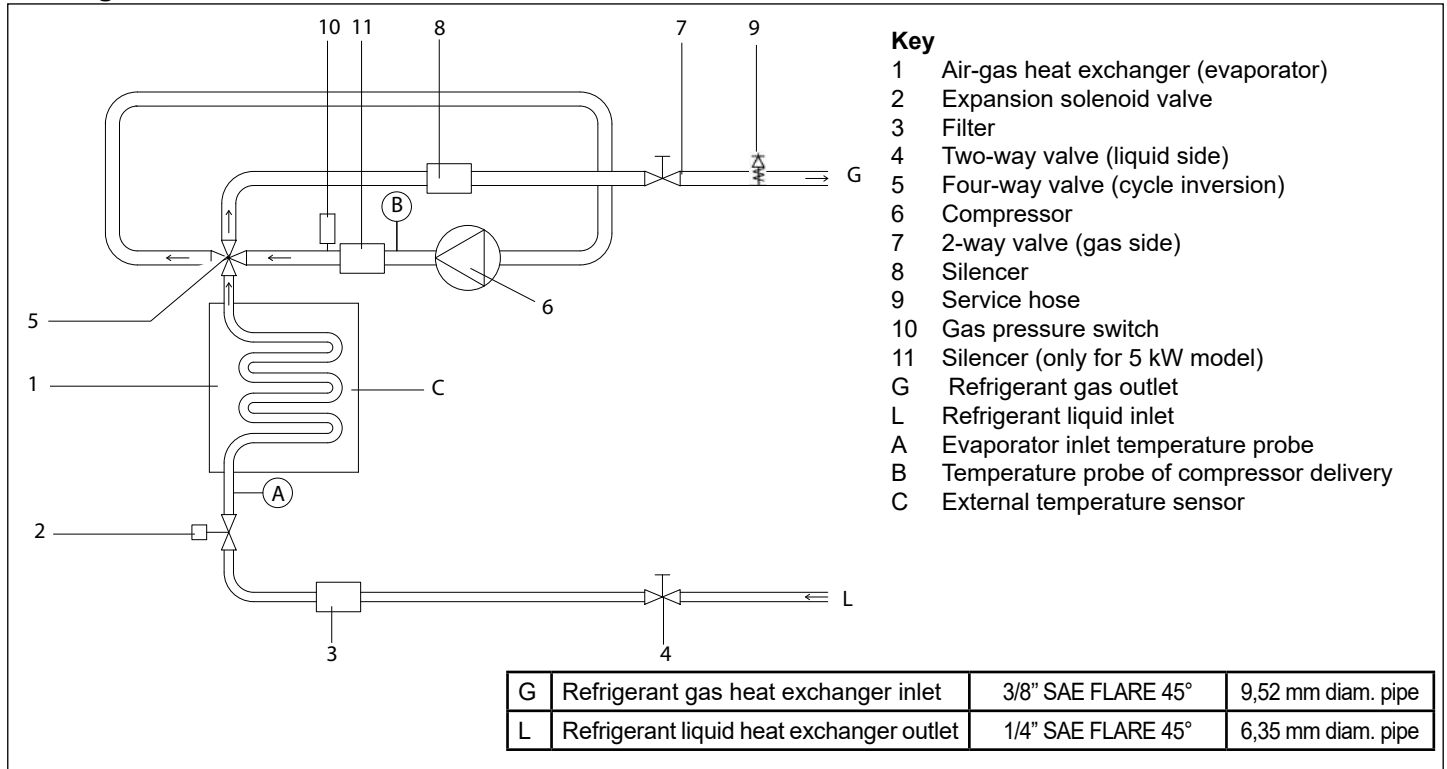 10 11 8 7 9
Key
1 Air-gas heat exchanger (evaporator)
2 Expansion solenoid valve
3 Filter
4 Two-way valve (liquid side)
5 Four-way valve (cycle inversion)
6 Compressor
7 2-way valve (gas side)
8 Silencer
9 Service hose
10 Gas pressure switch
11 Silencer (only for 5 kW model)
G Refrigerant gas outlet
L Refrigerant liquid inlet
A Evaporator inlet temperature probe
B Temperature probe of compressor delivery
C External temperature sensor
G
B
6
5
1
C
A
2
L
3
4
G Refrigerant gas heat exchanger inlet 3/8” SAE FLARE 45° 9,52 mm diam. pipe
L Refrigerant liquid heat exchanger outlet 1/4” SAE FLARE 45° 6,35 mm diam. pipe